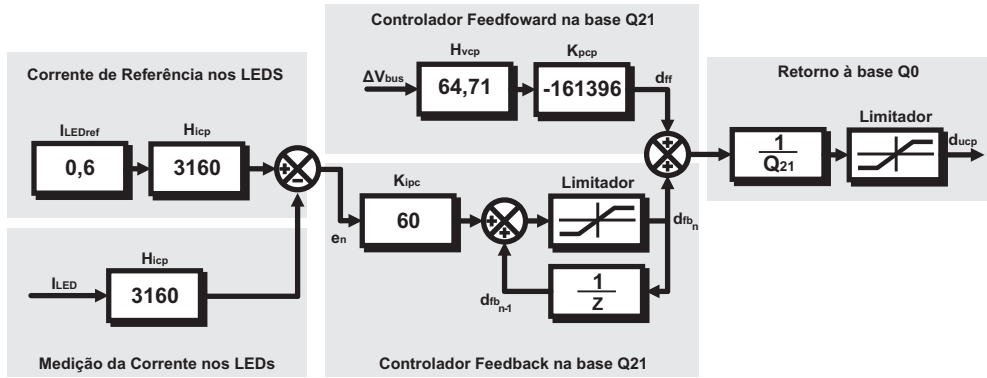 Controlador Feedfoward na base Q21
Hvcp
Kpcp
ΔVbus
64,71
-161396
dff
Corrente de Referência nos LEDS
ILEDref
Hicp
0,6
3160
Retorno à base Q0
Limitador
1
Q21
ducp
Kipc
60
en
Limitador
dfbn
1
Z
dfbn-1
ILED
Hicp
3160
Medição da Corrente nos LEDs
Controlador Feedback na base Q21